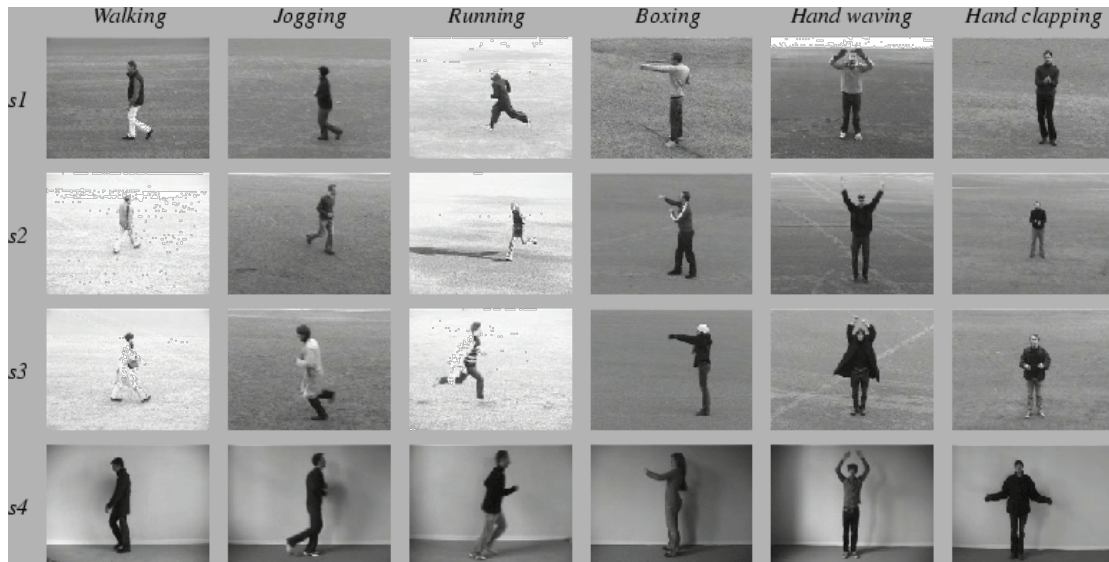 Walking Jogging Running Boxing Hand waving Hand clapping
s1
s2
s3
s4